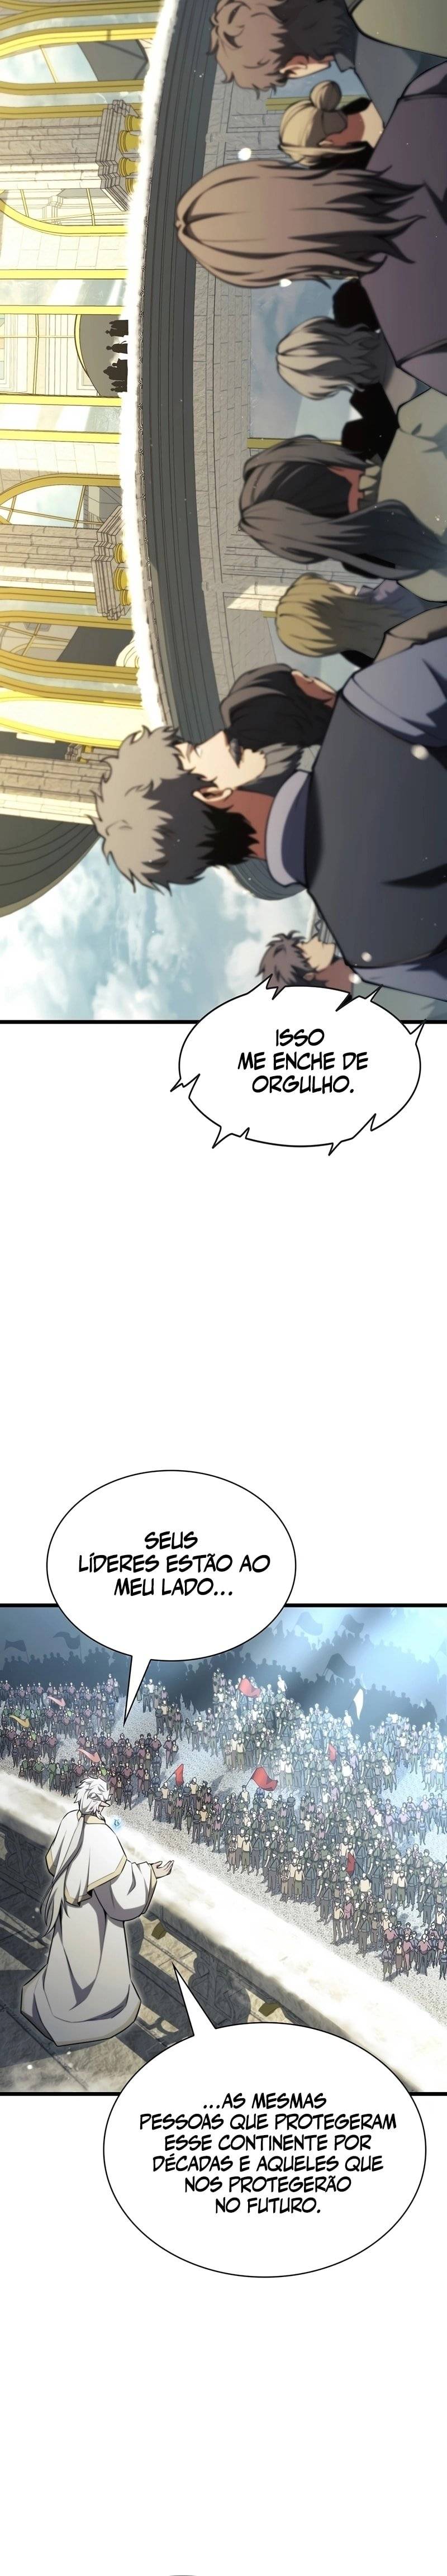 ISSO
ME ENCHE DE
ORGULHO.
SEUS
LÍDERES ESTÃO AO
MEU LADO...
...AS MESMAS
PESSOAS QUE PROTEGERAM
ESSE CONTINENTE POR
DÉCADAS E AQUELES QUE
NOS PROTEGERÃO
NO FUTURO.